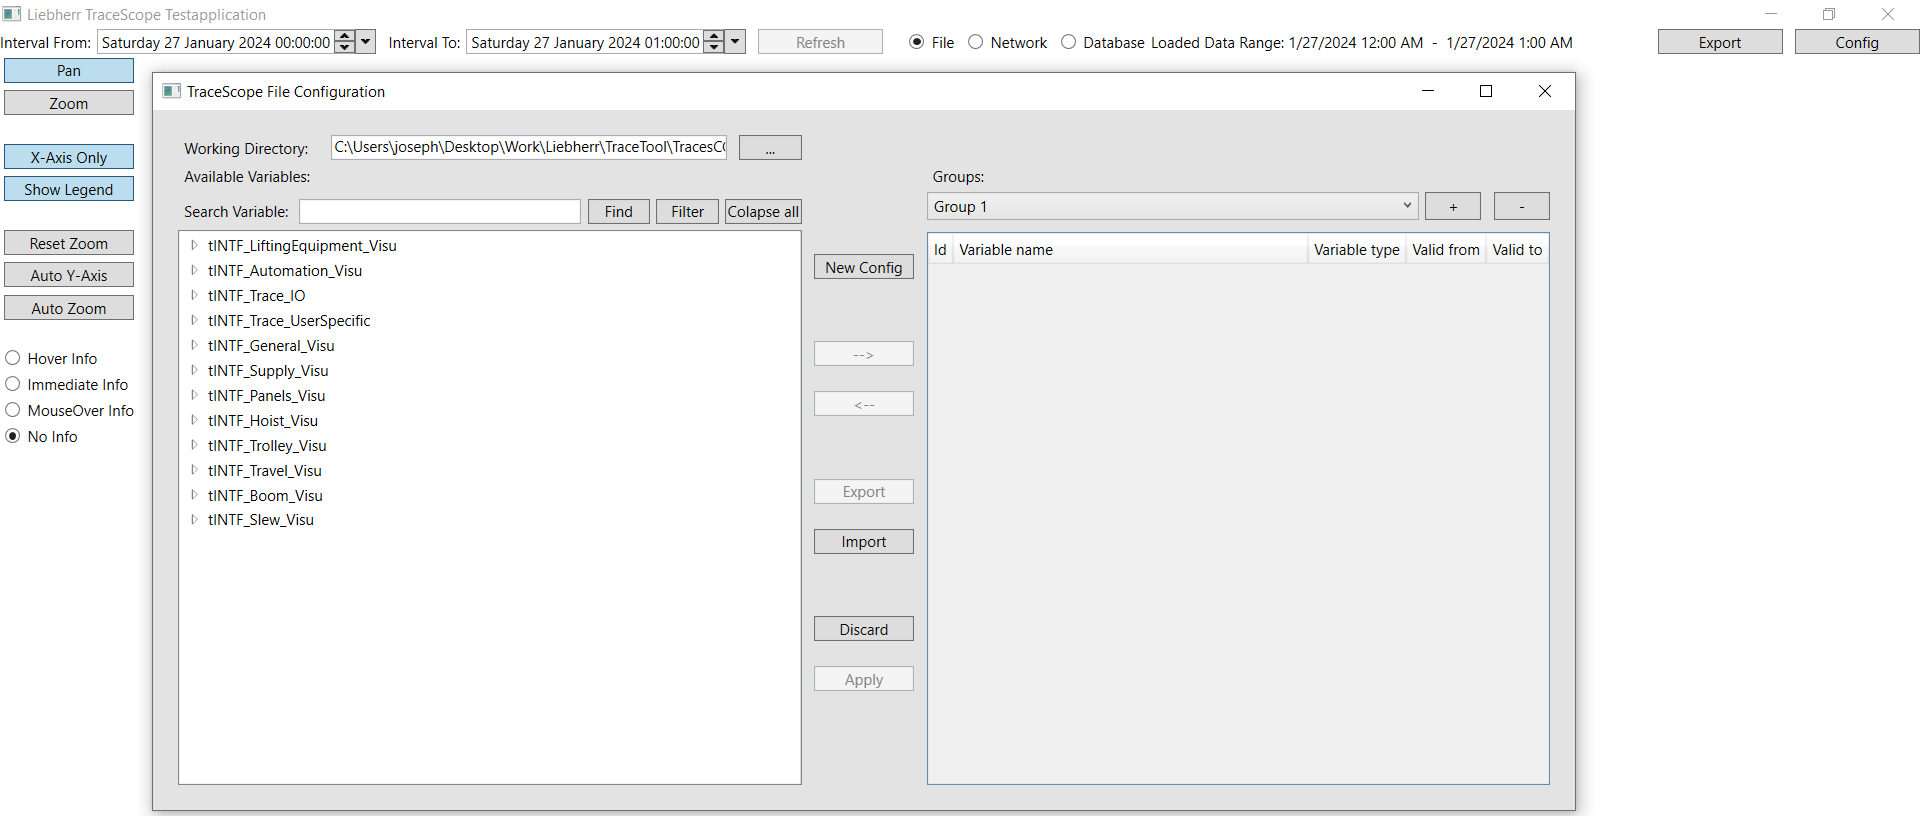 Liebherr TraceScope Testapplication
Interval From: Saturday 27 January 2024 00:00:00 Interval To: Saturday 27 January 2024 01:00:00 Refresh File Network Database Loaded Data Range: 1/27/2024 12:00 AM - 1/27/2024 1:00 AM Export Config
Pan
Zoom
X-Axis Only
Show Legend
Reset Zoom
Auto Y-Axis
Auto Zoom
Hover Info
Immediate Info
MouseOver Info
No Info
TraceScope File Configuration
Working Directory: C:\Users\joseph\Desktop\Work\Liebherr\TraceTool\TracesC ...
Available Variables:
Search Variable: Find Filter Colapse all
tINTF_LiftingEquipment_Visu
tINTF_Automation_Visu
tINTF_Trace_IO
tINTF_Trace_UserSpecific
tINTF_General_Visu
tINTF_Supply_Visu
tINTF_Panels_Visu
tINTF_Hoist_Visu
tINTF_Trolley_Visu
tINTF_Travel_Visu
tINTF_Boom_Visu
tINTF_Slew_Visu
New Config
-->
<--
Export
Import
Discard
Apply
Groups:
Group 1 + -
Id Variable name Variable type Valid from Valid to